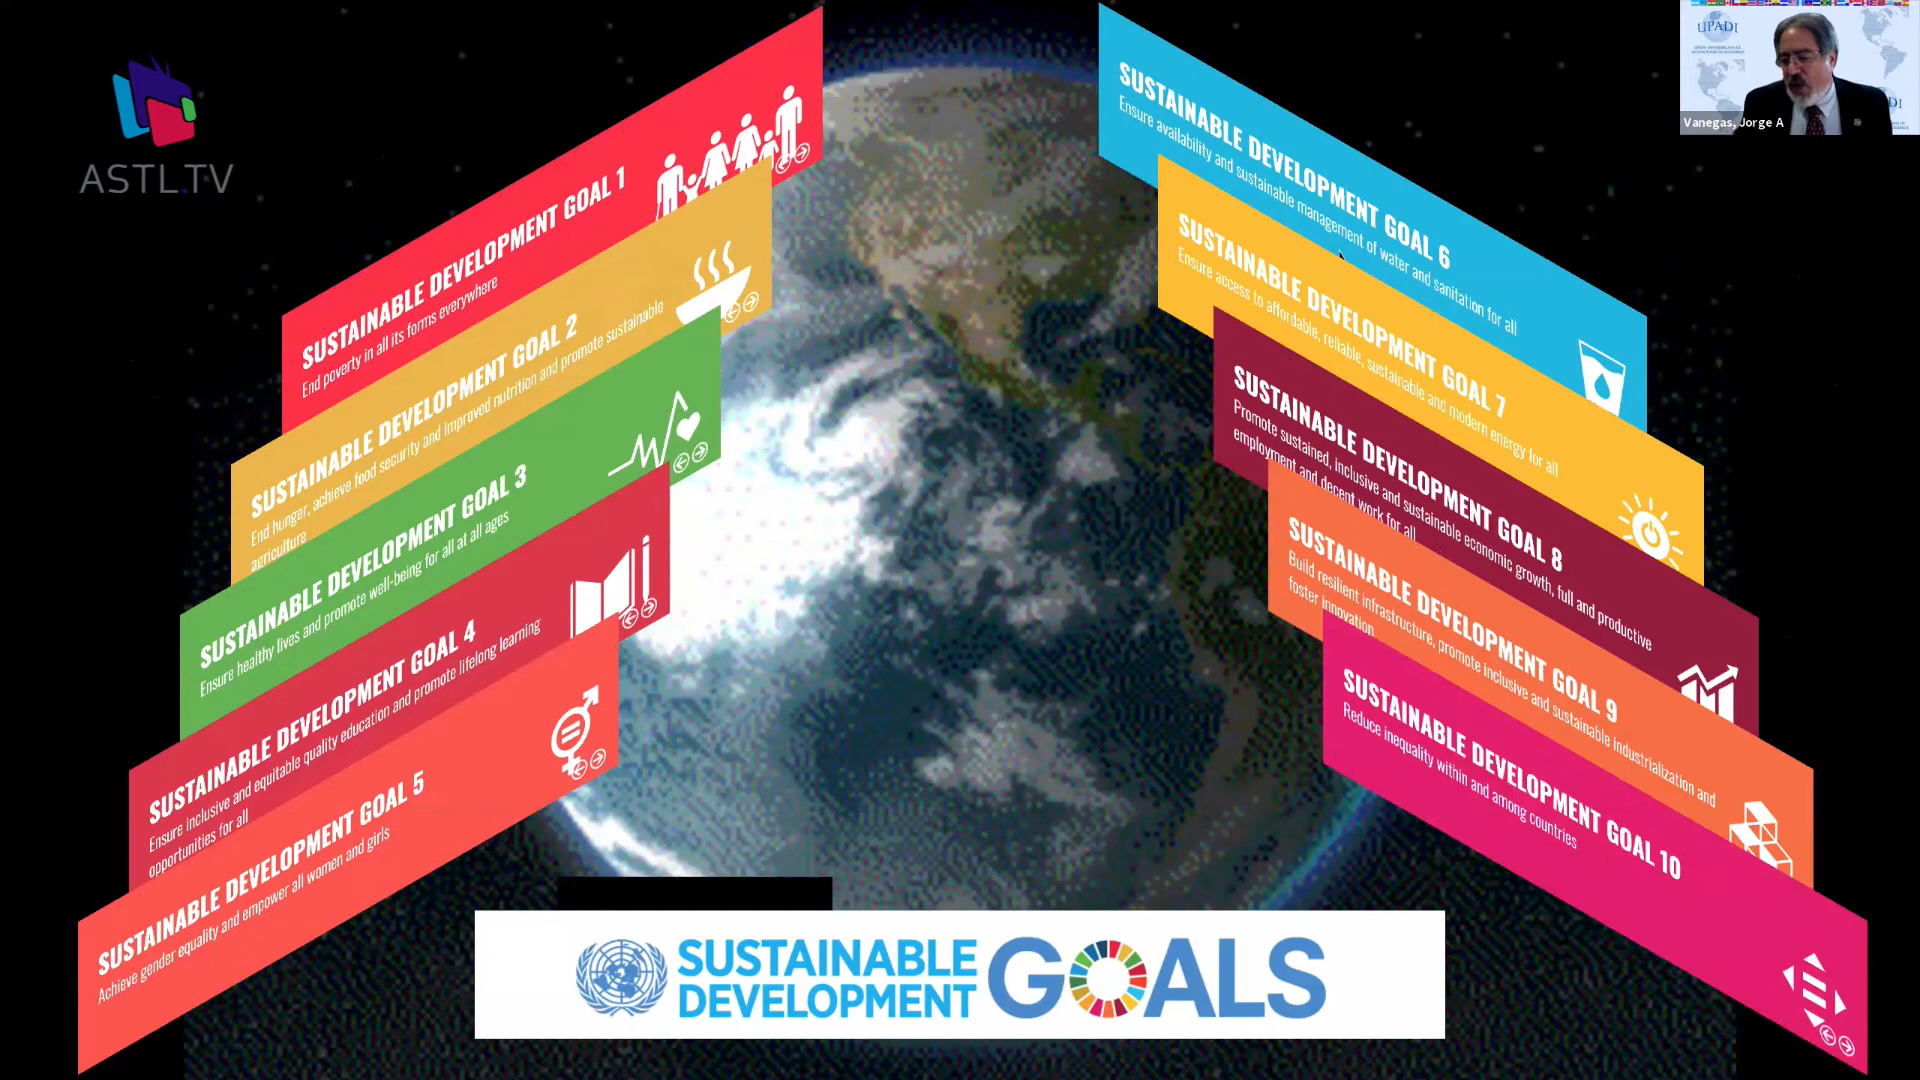 ASTL.TV
SUSTAINABLE DEVELOPMENT GOAL 1
End poverty in all its forms everywhere
SUSTAINABLE DEVELOPMENT GOAL 2
End hunger, achieve food security and improved nutrition and promote sustainable
agriculture
SUSTAINABLE DEVELOPMENT GOAL 3
Ensure healthy lives and promote well-being for all at all ages
SUSTAINABLE DEVELOPMENT GOAL 4
Ensure inclusive and equitable quality education and promote lifelong learning
opportunities for all
SUSTAINABLE DEVELOPMENT GOAL 5
Achieve gender equality and empower all women and girls
SUSTAINABLE DEVELOPMENT GOAL 6
Ensure availability and sustainable management of water and sanitation for all
SUSTAINABLE DEVELOPMENT GOAL 7
Ensure access to affordable, reliable, sustainable and modern energy for all
SUSTAINABLE DEVELOPMENT GOAL 8
Promote sustained, inclusive and sustainable economic growth, full and productive
employment and decent work for all
SUSTAINABLE DEVELOPMENT GOAL 9
Build resilient infrastructure, promote inclusive and sustainable industrialization and
foster innovation
SUSTAINABLE DEVELOPMENT GOAL 10
Reduce inequality within and among countries
SUSTAINABLE
DEVELOPMENT
GOALS
UPADI
Vanegas, Jorge A